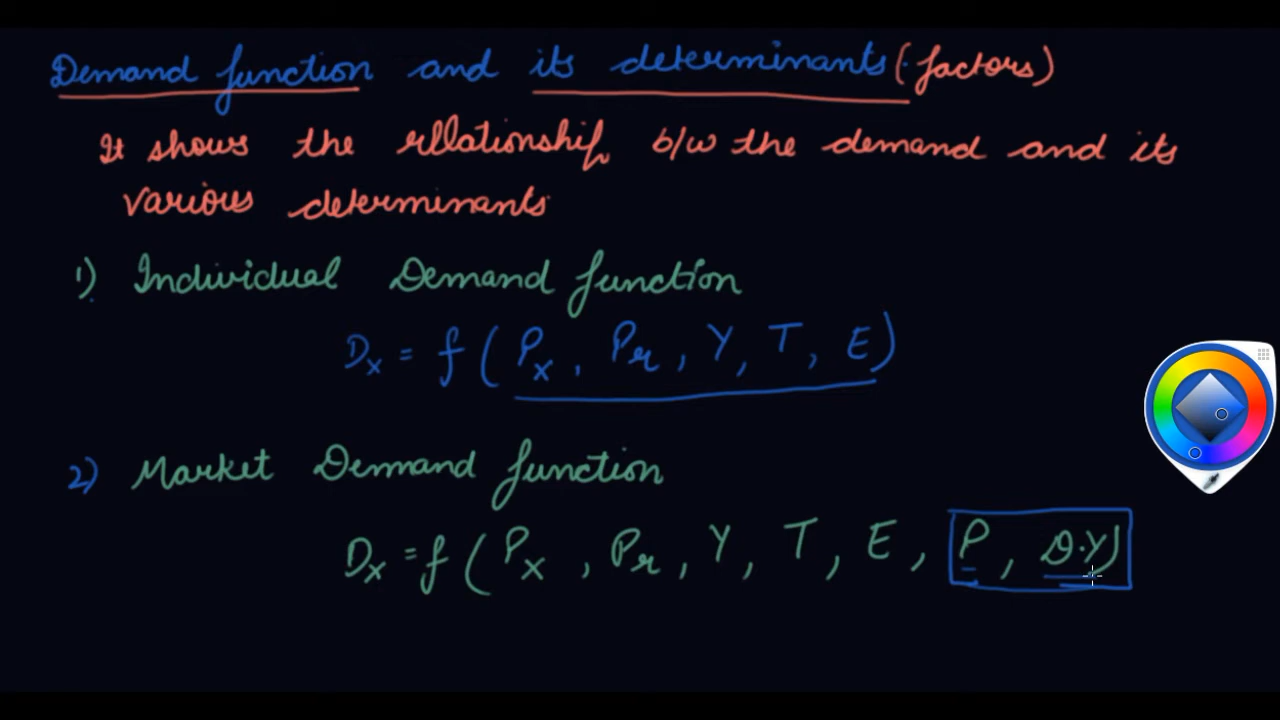 Demand function and its determinants (factors)
It shows the rllationship b/w the demand and its
various determinants
1) Individual Demand function
Dx = f ( Px , Pr , Y , T , E )
2) Market Demand function
Dx = f ( Px , Pr , Y , T , E , P , D.Y )